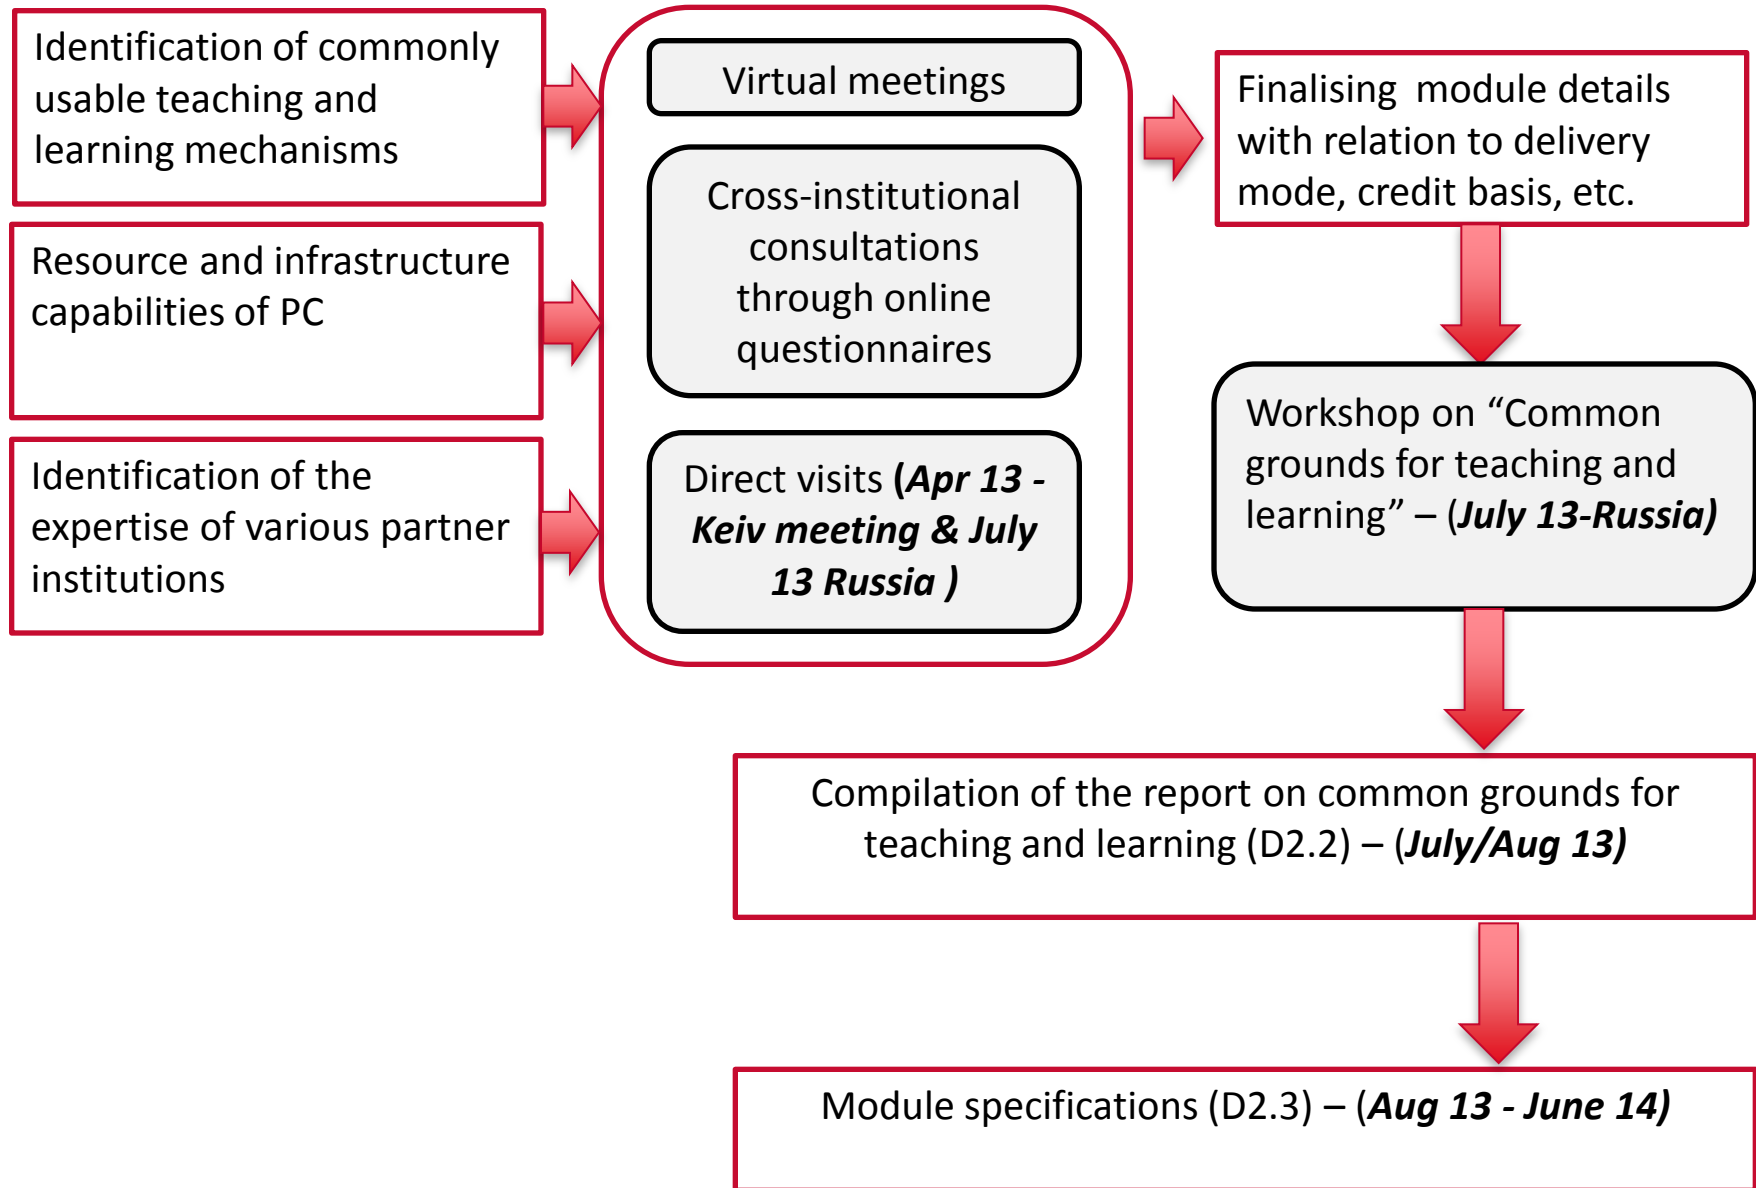 Identification of commonly
usable teaching and
learning mechanisms
Resource and infrastructure
capabilities of PC
Identification of the
expertise of various partner
institutions
Virtual meetings
Cross-institutional
consultations
through online
questionnaires
Direct visits (Apr 13 -
Keiv meeting & July
13 Russia )
Finalising  module details
with relation to delivery
mode, credit basis, etc.
Workshop on “Common
grounds for teaching and
learning” – (July 13-Russia)
Compilation of the report on common grounds for
teaching and learning (D2.2) – (July/Aug 13)
Module specifications (D2.3) – (Aug 13 - June 14)